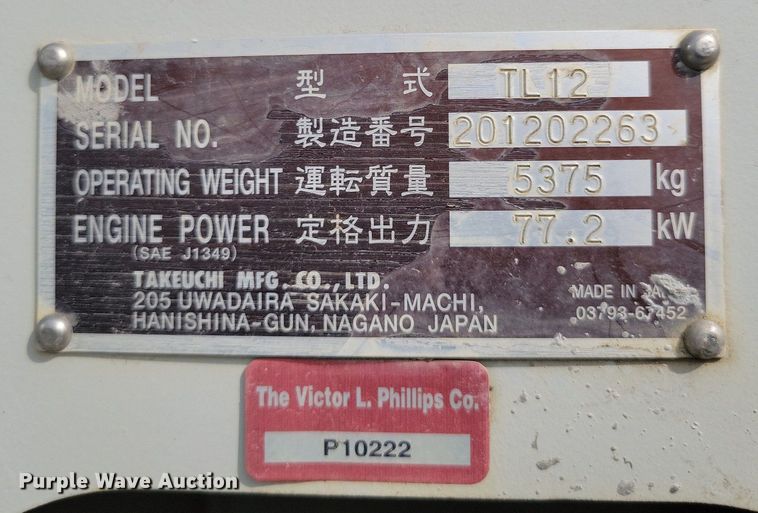 MODEL 型 式 TL12
SERIAL NO. 製造番号 201202263
OPERATING WEIGHT 運転質量 5375 kg
ENGINE POWER 定格出力 77.2 kW
(SAE J1349)
TAKEUCHI MFG. CO., LTD.
205 UWADAIRA SAKAKI-MACHI,
HANISHINA-GUN, NAGANO JAPAN
MADE IN
03793-67452
The Victor L. Phillips Co.
P10222
Purple Wave Auction